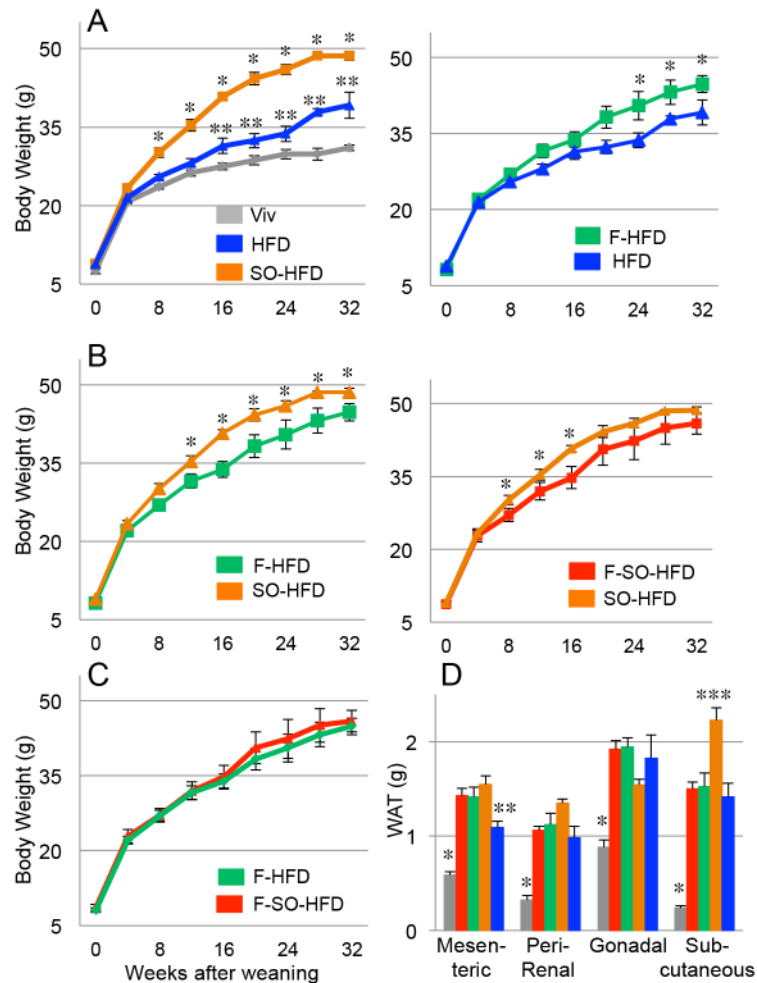 A
Body Weight (g)
50
35
20
5
* * * * * * *
** ** ** ** **
Viv
HFD
SO-HFD
0 8 16 24 32
50
35
20
5
* * *
F-HFD
HFD
0 8 16 24 32
B
Body Weight (g)
50
35
20
5
* * * * * *
F-HFD
SO-HFD
0 8 16 24 32
50
35
20
5
* * *
F-SO-HFD
SO-HFD
0 8 16 24 32
C
Body Weight (g)
50
35
20
5
F-HFD
F-SO-HFD
0 8 16 24 32
Weeks after weaning
D
WAT (g)
2
1
0
* ** * * * ***
Mesen- Peri- Gonadal Sub-
teric Renal cutaneous